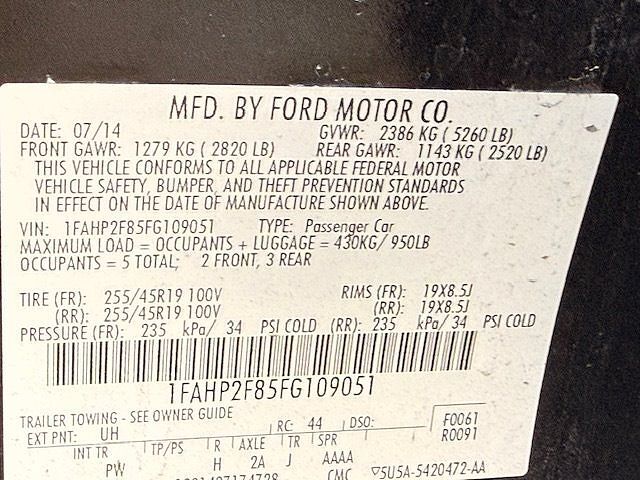 MFD. BY FORD MOTOR CO.
DATE: 07/14 GVWR: 2386 KG ( 5260 LB)
FRONT GAWR: 1279 KG ( 2820 LB) REAR GAWR: 1143 KG ( 2520 LB)
THIS VEHICLE CONFORMS TO ALL APPLICABLE FEDERAL MOTOR
VEHICLE SAFETY, BUMPER, AND THEFT PREVENTION STANDARDS
IN EFFECT ON THE DATE OF MANUFACTURE SHOWN ABOVE.
VIN: 1FAHP2F85FG109051 TYPE: Passenger Car
MAXIMUM LOAD = OCCUPANTS + LUGGAGE = 430KG/ 950LB
OCCUPANTS = 5 TOTAL; 2 FRONT, 3 REAR
TIRE (FR): 255/45R19 100V RIMS (FR): 19X8.5J
(RR): 255/45R19 100V (RR): 19X8.5J
PRESSURE (FR): 235 kPa/ 34 PSI COLD (RR): 235 kPa/ 34 PSI COLD
1FAHP2F85FG109051
TRAILER TOWING - SEE OWNER GUIDE
EXT PNT: UH RC: 44 DSO: F0061
R0091
INT TR TP/PS R AXLE TR SPR
PW H 2A J AAAA
CMC 5U5A-5420472-AA